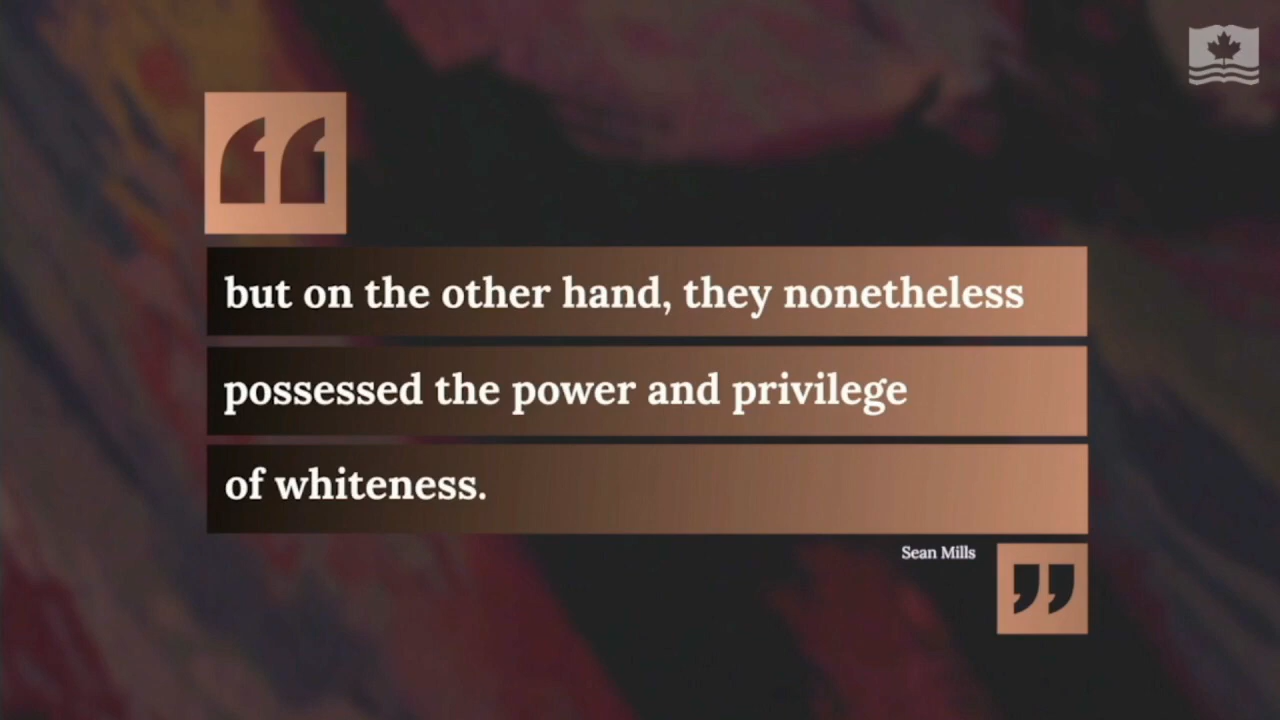 but on the other hand, they nonetheless
possessed the power and privilege
of whiteness.
Sean Mills